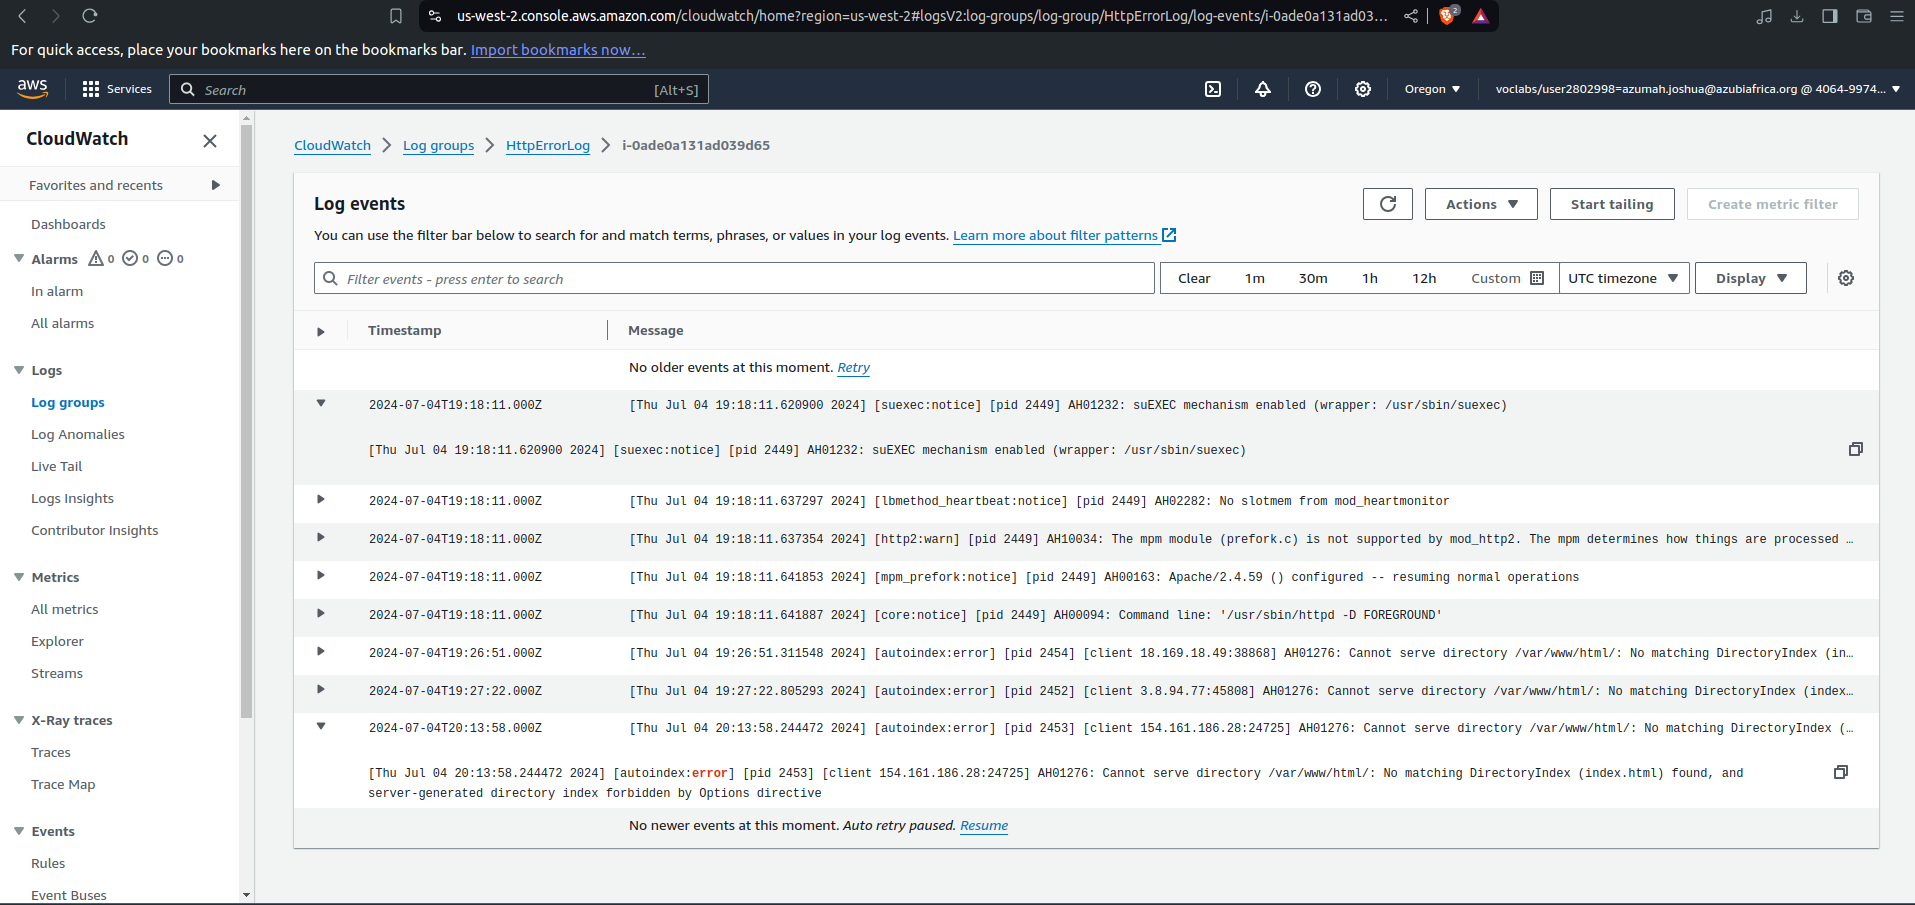 us-west-2.console.aws.amazon.com/cloudwatch/home?region=us-west-2#logsV2:log-groups/log-group/HttpErrorLog/log-events/i-0ade0a131ad03... 2
For quick access, place your bookmarks here on the bookmarks bar. Import bookmarks now...
aws Services Search [Alt+S] Oregon voclabs/user2802998=azumah.joshua@azubiafrica.org @ 4064-9974...
CloudWatch
Favorites and recents
Dashboards
Alarms 0 0 0
In alarm
All alarms
Logs
Log groups
Log Anomalies
Live Tail
Logs Insights
Contributor Insights
Metrics
All metrics
Explorer
Streams
X-Ray traces
Traces
Trace Map
Events
Rules
Event Buses
CloudWatch Log groups HttpErrorLog i-0ade0a131ad039d65
Log events
Actions Start tailing Create metric filter
You can use the filter bar below to search for and match terms, phrases, or values in your log events. Learn more about filter patterns
Filter events - press enter to search Clear 1m 30m 1h 12h Custom UTC timezone Display
Timestamp Message
No older events at this moment. Retry
2024-07-04T19:18:11.000Z [Thu Jul 04 19:18:11.620900 2024] [suexec:notice] [pid 2449] AH01232: suEXEC mechanism enabled (wrapper: /usr/sbin/suexec)
[Thu Jul 04 19:18:11.620900 2024] [suexec:notice] [pid 2449] AH01232: suEXEC mechanism enabled (wrapper: /usr/sbin/suexec)
2024-07-04T19:18:11.000Z [Thu Jul 04 19:18:11.637297 2024] [lbmethod_heartbeat:notice] [pid 2449] AH02282: No slotmem from mod_heartmonitor
2024-07-04T19:18:11.000Z [Thu Jul 04 19:18:11.637354 2024] [http2:warn] [pid 2449] AH10034: The mpm module (prefork.c) is not supported by mod_http2. The mpm determines how things are processed …
2024-07-04T19:18:11.000Z [Thu Jul 04 19:18:11.641853 2024] [mpm_prefork:notice] [pid 2449] AH00163: Apache/2.4.59 () configured -- resuming normal operations
2024-07-04T19:18:11.000Z [Thu Jul 04 19:18:11.641887 2024] [core:notice] [pid 2449] AH00094: Command line: '/usr/sbin/httpd -D FOREGROUND'
2024-07-04T19:26:51.000Z [Thu Jul 04 19:26:51.311548 2024] [autoindex:error] [pid 2454] [client 18.169.18.49:38868] AH01276: Cannot serve directory /var/www/html/: No matching DirectoryIndex (in…
2024-07-04T19:27:22.000Z [Thu Jul 04 19:27:22.805293 2024] [autoindex:error] [pid 2452] [client 3.8.94.77:45808] AH01276: Cannot serve directory /var/www/html/: No matching DirectoryIndex (index…
2024-07-04T20:13:58.000Z [Thu Jul 04 20:13:58.244472 2024] [autoindex:error] [pid 2453] [client 154.161.186.28:24725] AH01276: Cannot serve directory /var/www/html/: No matching DirectoryIndex (…
[Thu Jul 04 20:13:58.244472 2024] [autoindex:error] [pid 2453] [client 154.161.186.28:24725] AH01276: Cannot serve directory /var/www/html/: No matching DirectoryIndex (index.html) found, and
server-generated directory index forbidden by Options directive
No newer events at this moment. Auto retry paused. Resume